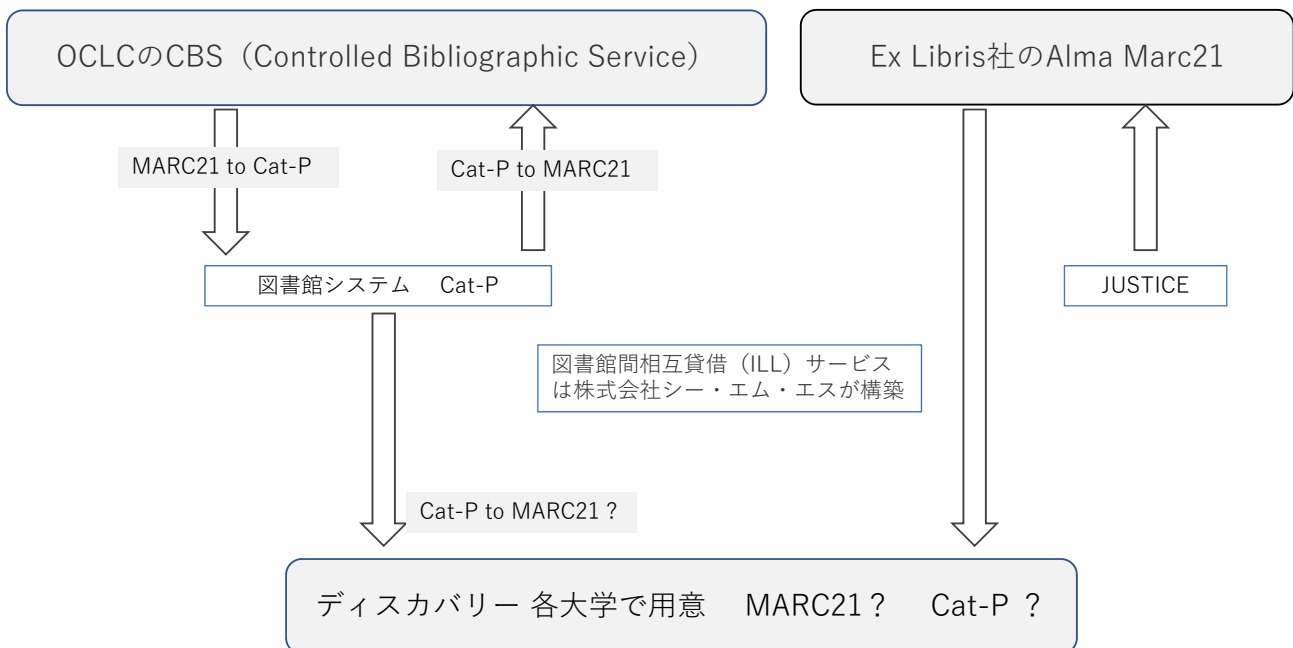 OCLCのCBS（Controlled Bibliographic Service）
Ex Libris社のAlma Marc21
MARC21 to Cat-P
Cat-P to MARC21
図書館システム　Cat-P
JUSTICE
図書館間相互貸借（ILL）サービス
は株式会社シー・エム・エスが構築
Cat-P to MARC21？
ディスカバリー 各大学で用意　MARC21？　Cat-P ？